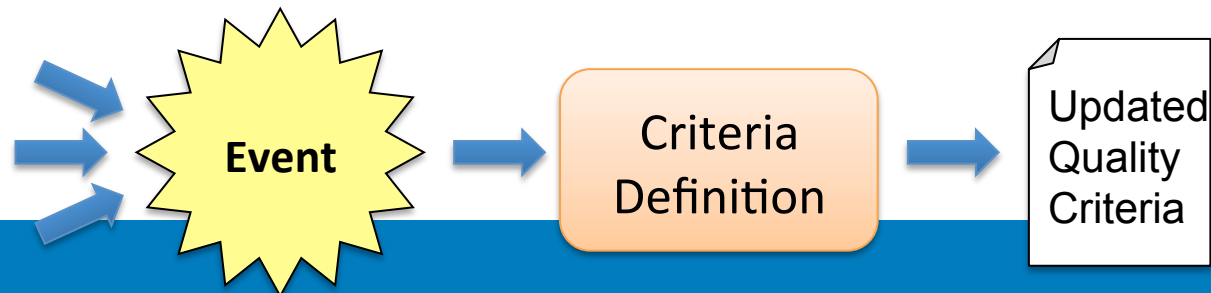 Event
Criteria
Definition
Updated
Quality
Criteria